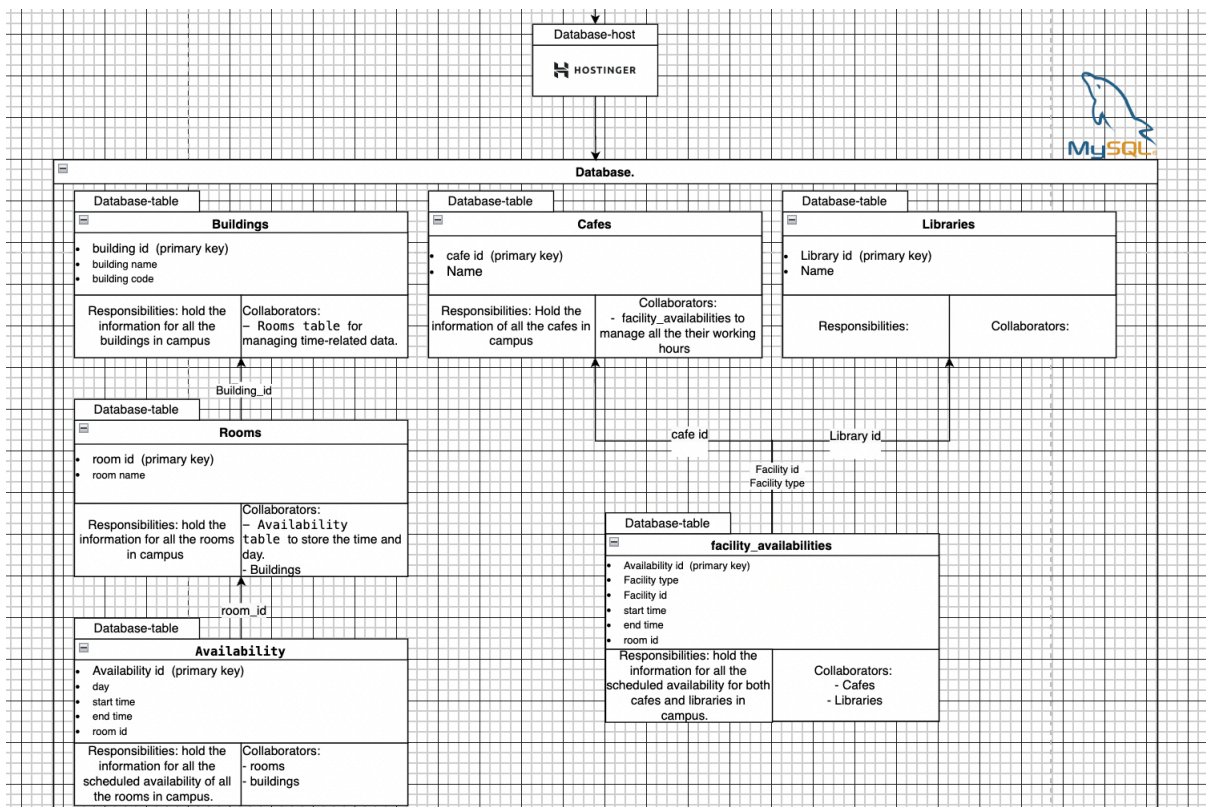 Database-host
HOSTINGER
MySQL
Database.
Database-table
Buildings
building id (primary key)
building name
building code
Responsibilities: hold the
information for all the
buildings in campus
Collaborators:
– Rooms table for
managing time-related data.
Database-table
Cafes
cafe id (primary key)
Name
Responsibilities: Hold the
information of all the cafes in
campus
Collaborators:
- facility_availabilities to
manage all the their working
hours
Database-table
Libraries
Library id (primary key)
Name
Responsibilities:
Collaborators:
Building_id
Database-table
Rooms
room id (primary key)
room name
Responsibilities: hold the
information for all the rooms
in campus
Collaborators:
– Availability
table to store the time and
day.
- Buildings
cafe id
Library id
Facility id
Facility type
Database-table
facility_availabilities
Availability id (primary key)
Facility type
Facility id
start time
end time
room id
Responsibilities: hold the
information for all the
scheduled availability for both
cafes and libraries in
campus.
Collaborators:
- Cafes
- Libraries
room_id
Database-table
Availability
Availability id (primary key)
day
start time
end time
room id
Responsibilities: hold the
information for all the
scheduled availability of all
the rooms in campus.
Collaborators:
- rooms
- buildings